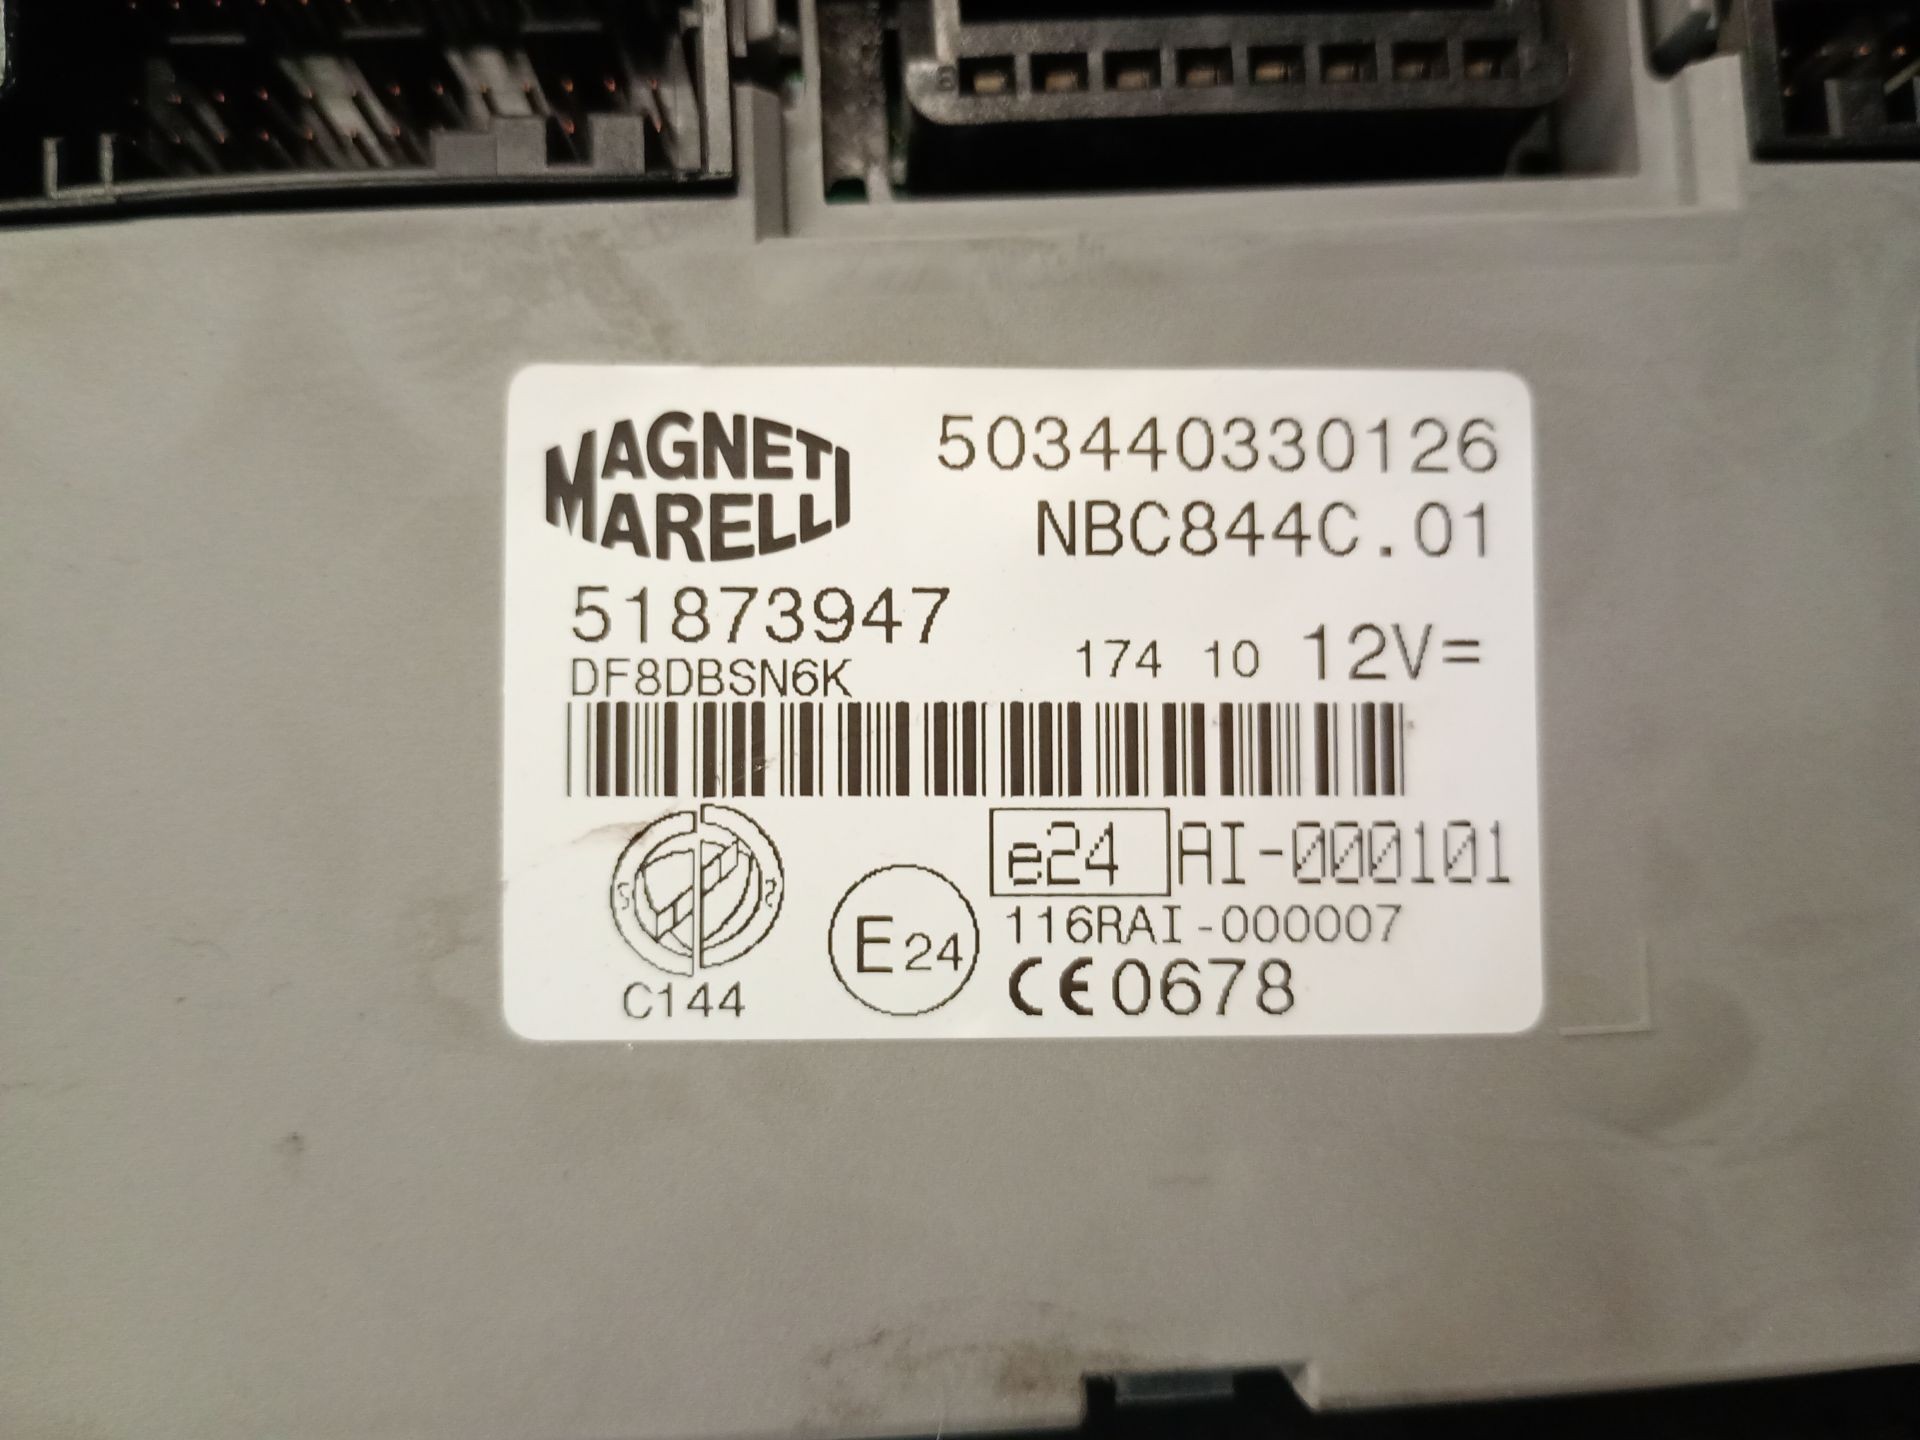 MAGNETI
MARELLI
503440330126
NBC844C.01
51873947
DF8DBSN6K
174 10 12V=
e24 AI-000101
E24
116RAI-000007
CE0678
C144